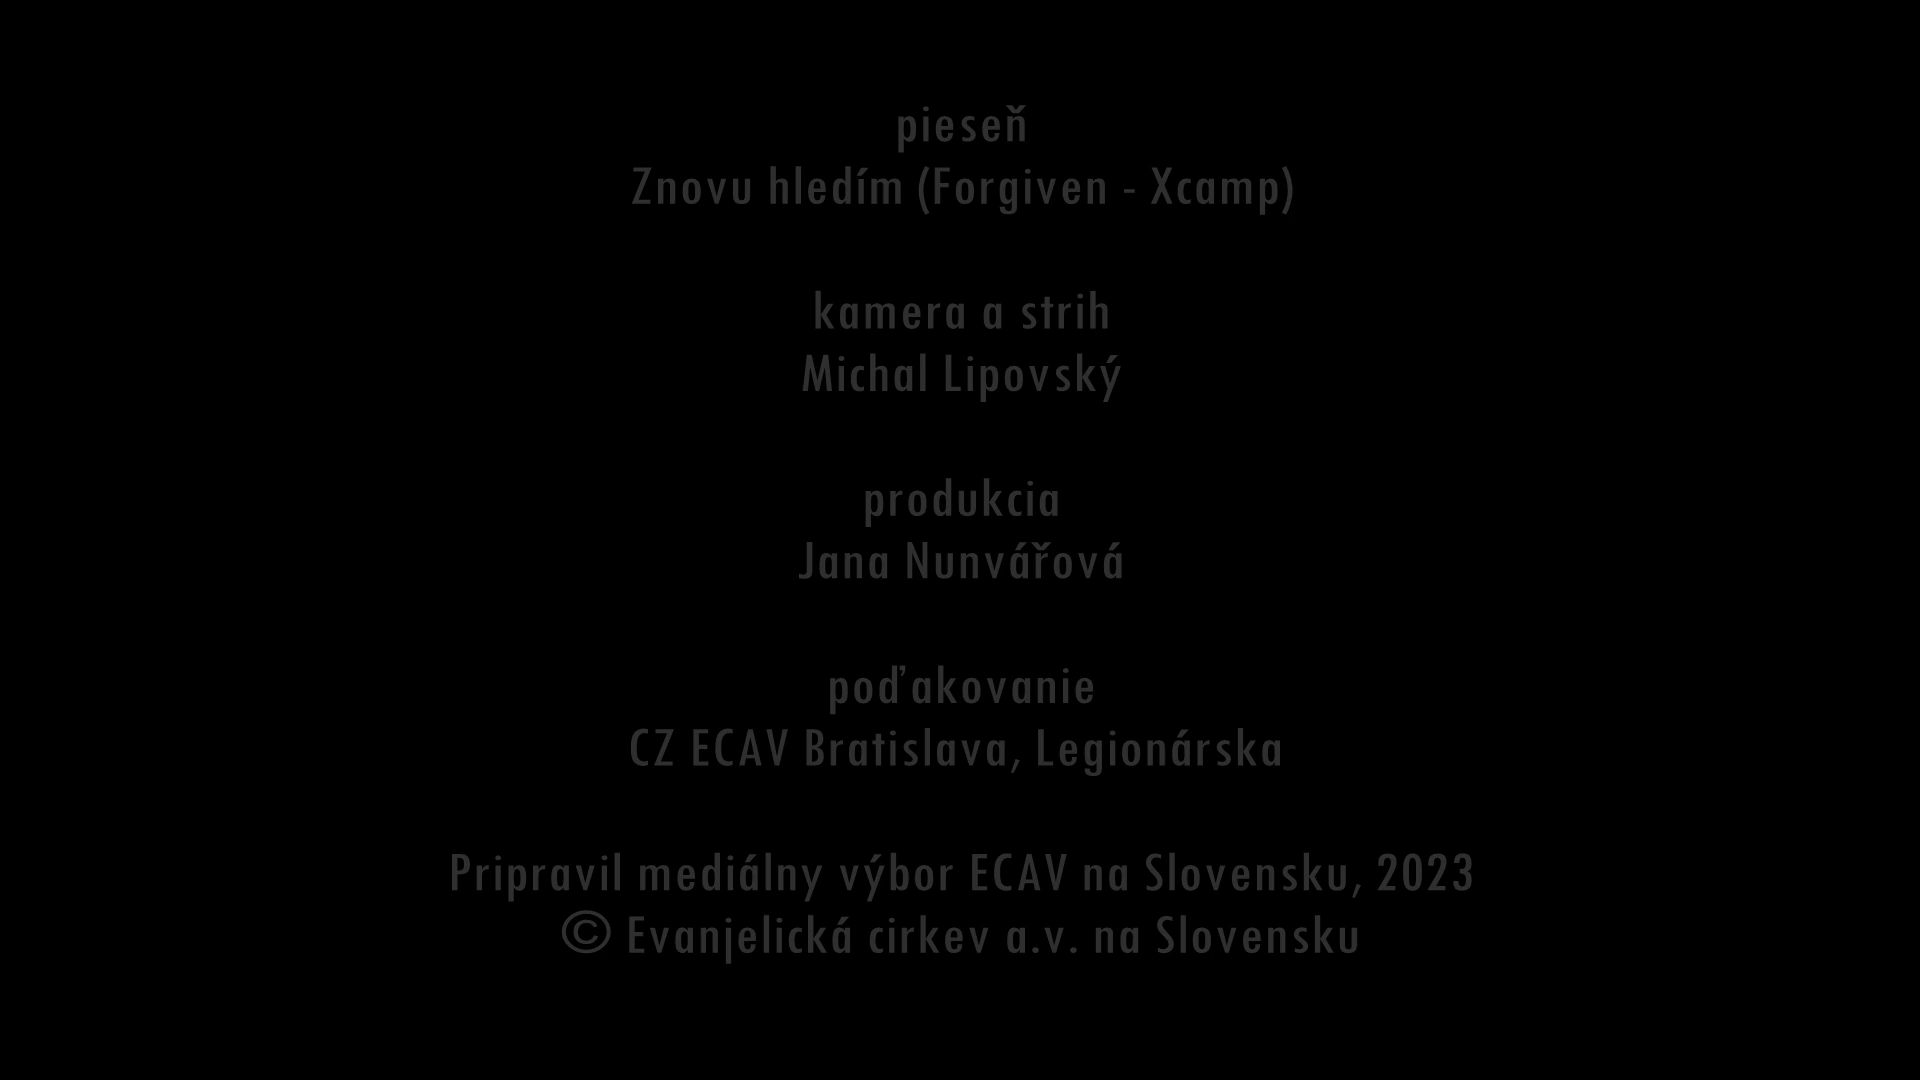 pieseň
Znovu hledím (Forgiven - Xcamp)
kamera a strih
Michal Lipovský
produkcia
Jana Nunvářová
poďakovanie
CZ ECAV Bratislava, Legionárska
Pripravil mediálny výbor ECAV na Slovensku, 2023
© Evanjelická cirkev a.v. na Slovensku